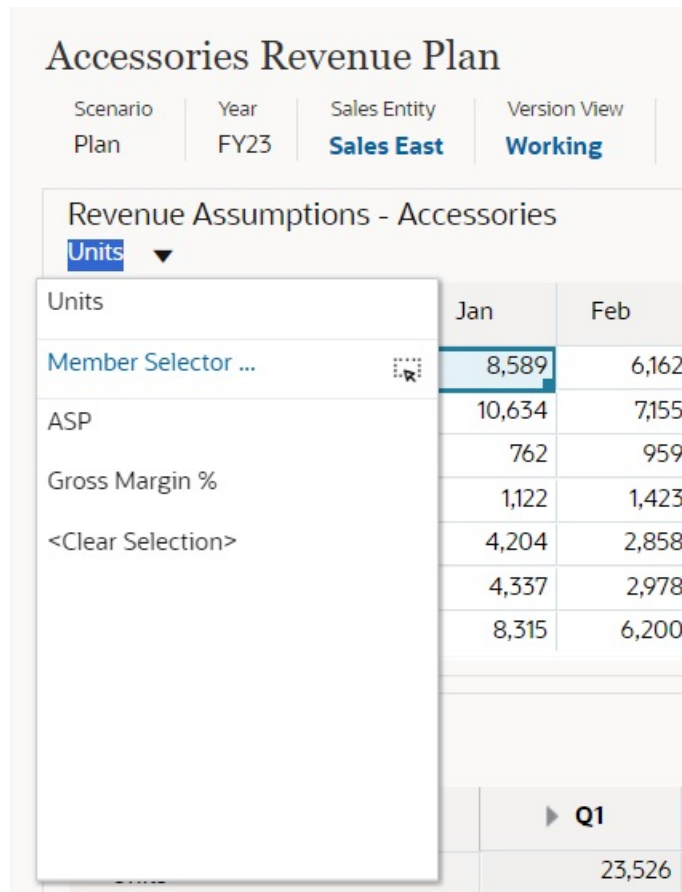 Accessories Revenue Plan
Scenario Year Sales Entity Version View
Plan FY23 Sales East Working
Revenue Assumptions - Accessories
Units
Units
Jan Feb
Member Selector ...
8,589 6,162
ASP
10,634 7,155
762 959
Gross Margin %
1,122 1,423
<Clear Selection>
4,204 2,858
4,337 2,978
8,315 6,200
Q1
23,526